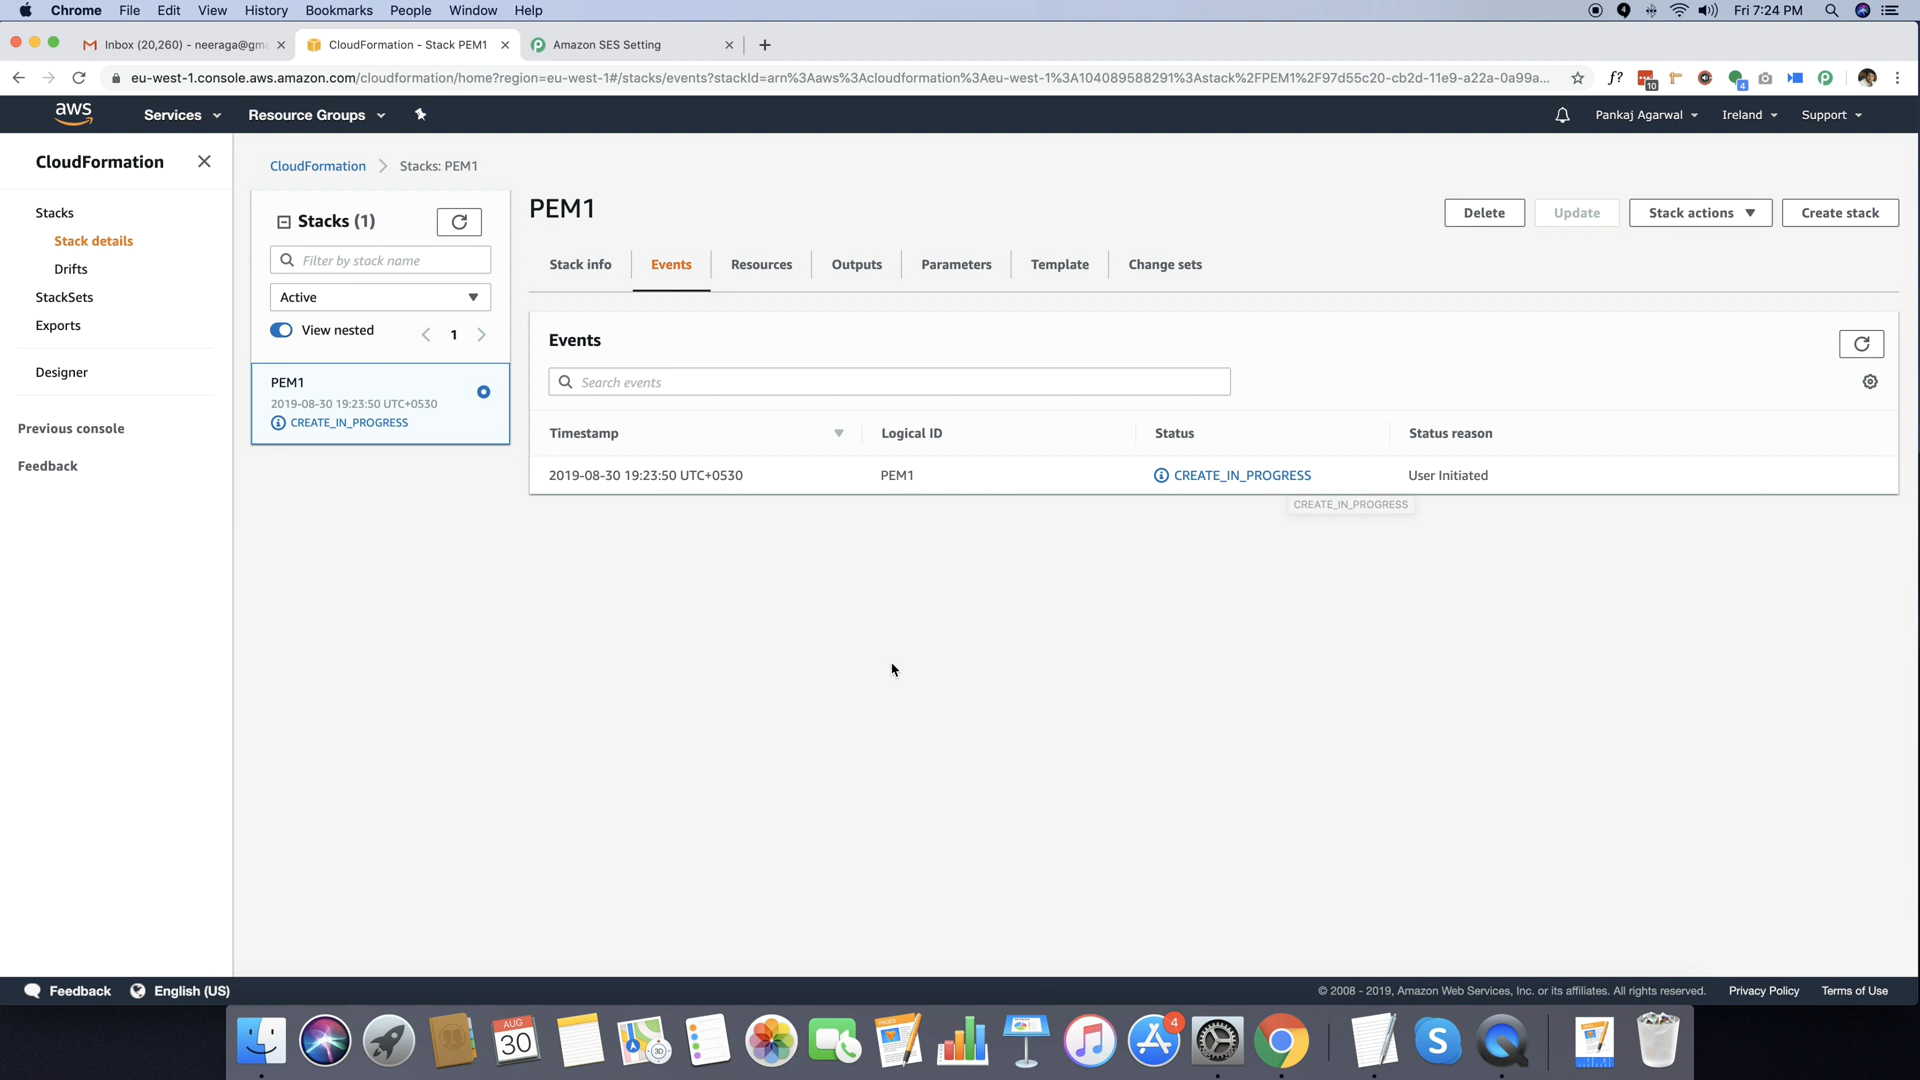 Chrome File Edit View History Bookmarks People Window Help Fri 7:24 PM
Inbox (20,260) - neeraga@gm CloudFormation - Stack PEM1 Amazon SES Setting
eu-west-1.console.aws.amazon.com/cloudformation/home?region=eu-west-1#/stacks/events?stackId=arn%3Aaws%3Acloudformation%3Aeu-west-1%3A104089588291%3Astack%2FPEM1%2F97d55c20-cb2d-11e9-a22a-0a99a... f? 10 4
aws Services Resource Groups Pankaj Agarwal Ireland Support
CloudFormation
Stacks
Stack details
Drifts
StackSets
Exports
Designer
Previous console
Feedback
CloudFormation > Stacks: PEM1
Stacks (1)
Filter by stack name
Active
View nested 1
PEM1
2019-08-30 19:23:50 UTC+0530
CREATE_IN_PROGRESS
PEM1
Delete Update Stack actions Create stack
Stack info Events Resources Outputs Parameters Template Change sets
Events
Search events
Timestamp Logical ID Status Status reason
2019-08-30 19:23:50 UTC+0530 PEM1 CREATE_IN_PROGRESS User Initiated
CREATE_IN_PROGRESS
Feedback English (US) © 2008 - 2019, Amazon Web Services, Inc. or its affiliates. All rights reserved. Privacy Policy Terms of Use
AUG
30
3D
PAGES
4